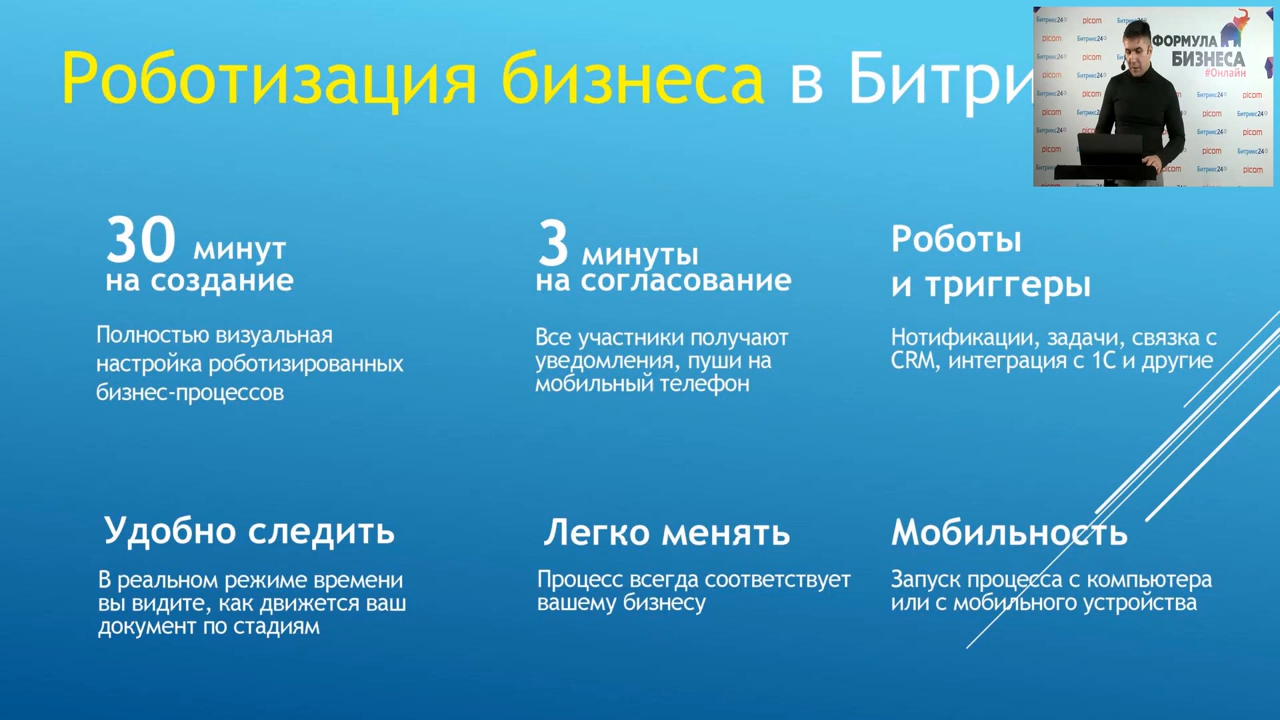 Роботизация бизнеса в Битри
30 минут
на создание
Полностью визуальная
настройка роботизированных
бизнес-процессов
3 минуты
на согласование
Все участники получают
уведомления, пуши на
мобильный телефон
Роботы
и триггеры
Нотификации, задачи, связка с
CRM, интеграция с 1С и другие
Удобно следить
В реальном режиме времени
вы видите, как движется ваш
документ по стадиям
Легко менять
Процесс всегда соответствует
вашему бизнесу
Мобильность
Запуск процесса с компьютера
или с мобильного устройства
ФОРМУЛА
БИЗНЕСА
#Онлайн
Битрикс24
picom